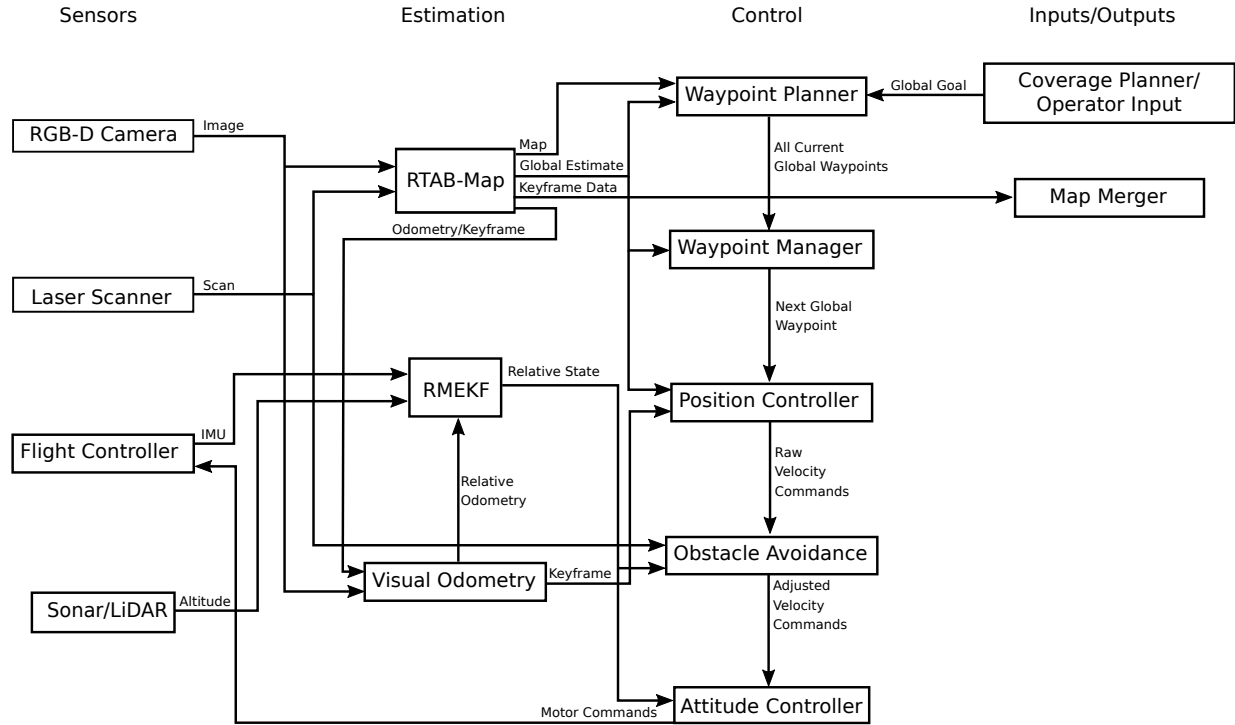 Sensors
Estimation
Control
Inputs/Outputs
RGB-D Camera
Image
Laser Scanner
Scan
Flight Controller
IMU
Sonar/LiDAR
Altitude
RTAB-Map
Map
Global Estimate
Keyframe Data
Odometry/Keyframe
RMEKF
Relative State
Relative
Odometry
Visual Odometry
Keyframe
Motor Commands
Waypoint Planner
All Current
Global Waypoints
Waypoint Manager
Next Global
Waypoint
Position Controller
Raw
Velocity
Commands
Obstacle Avoidance
Adjusted
Velocity
Commands
Attitude Controller
Global Goal
Coverage Planner/
Operator Input
Map Merger